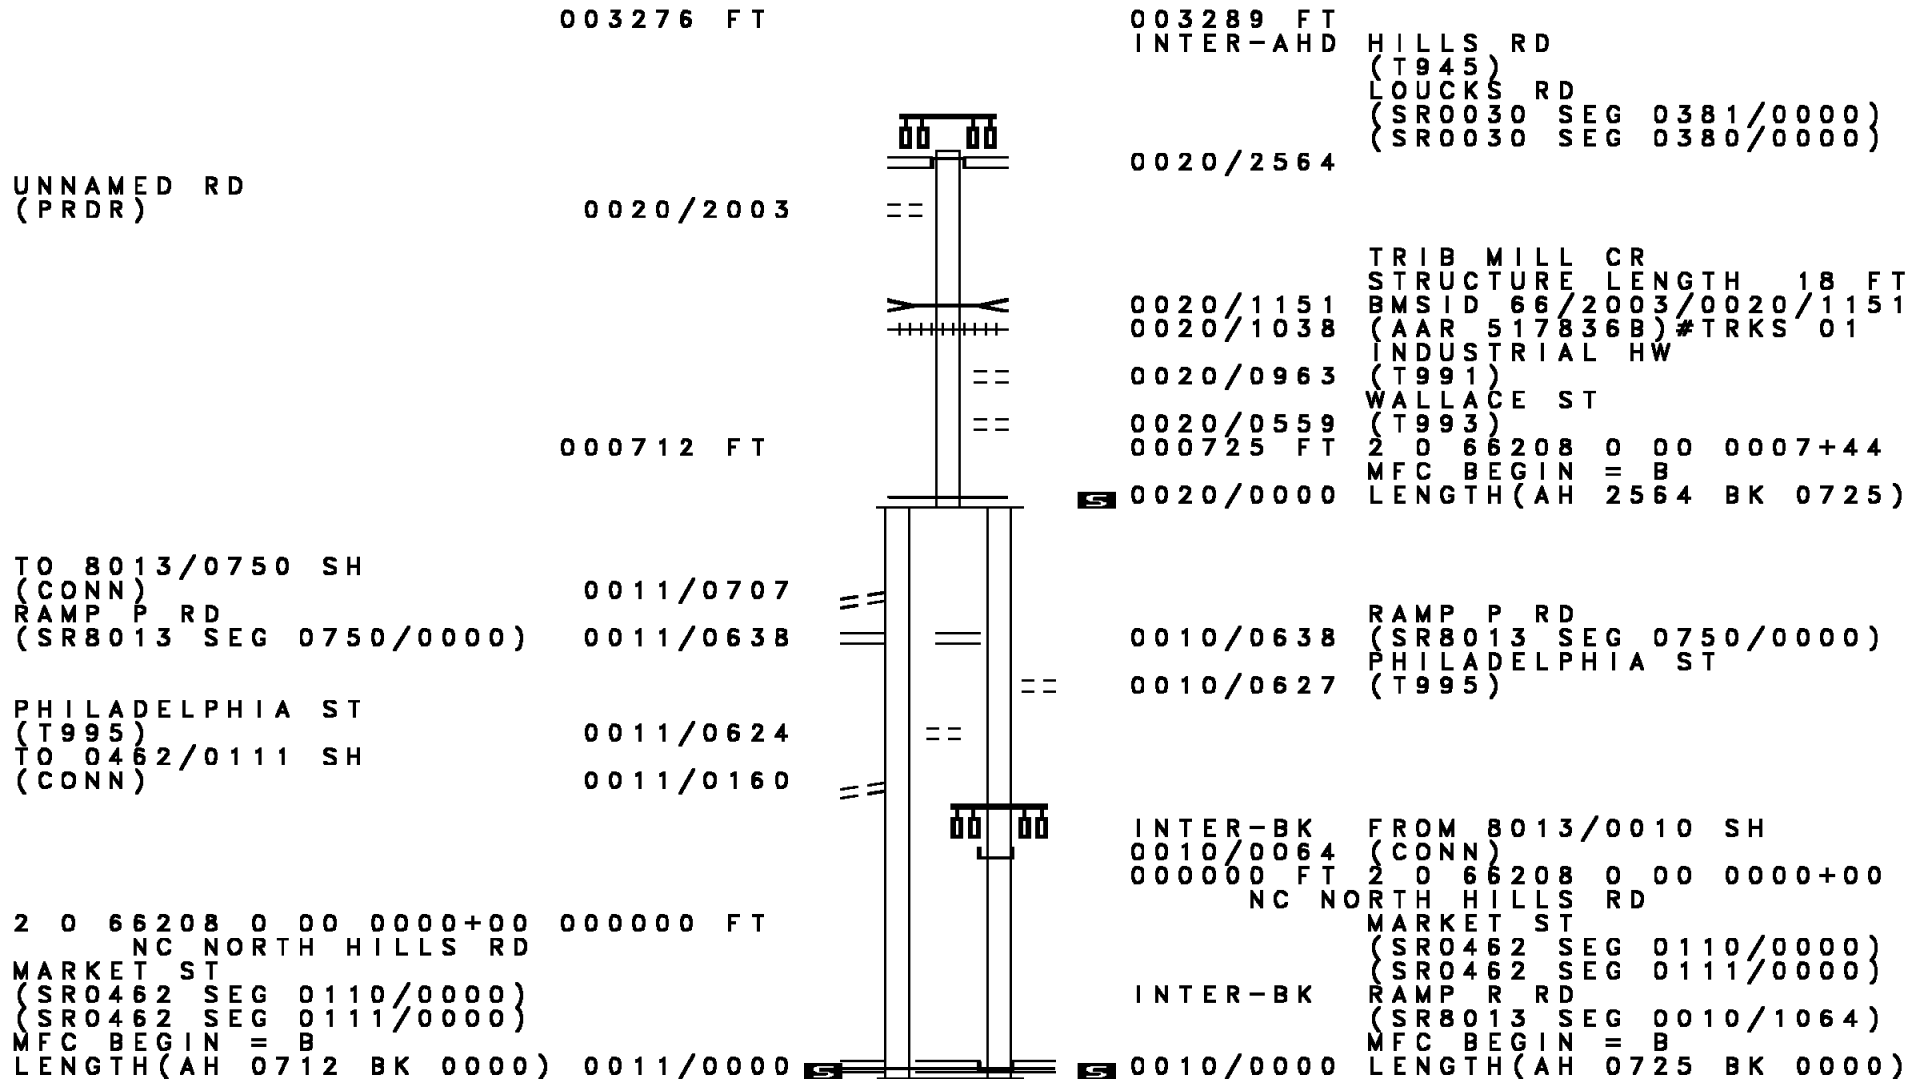 003276 FT 003289 FT
INTER-AHD HILLS RD
(T945)
LOUCKS RD
(SR0030 SEG 0381/0000)
(SR0030 SEG 0380/0000)
0020/2564
UNNAMED RD
(PRDR) 0020/2003
TRIB MILL CR
STRUCTURE LENGTH 18 FT
0020/1151 BMSID 66/2003/0020/1151
0020/1038 (AAR 517836B)#TRKS 01
INDUSTRIAL HW
0020/0963 (T991)
WALLACE ST
0020/0559 (T993)
000712 FT 000725 FT 2 0 66208 0 00 0007+44
MFC BEGIN = B
S 0020/0000 LENGTH(AH 2564 BK 0725)
TO 8013/0750 SH
(CONN) 0011/0707
RAMP P RD RAMP P RD
(SR8013 SEG 0750/0000) 0011/0638 0010/0638 (SR8013 SEG 0750/0000)
PHILADELPHIA ST
0010/0627 (T995)
PHILADELPHIA ST
(T995) 0011/0624
TO 0462/0111 SH
(CONN) 0011/0160
INTER-BK FROM 8013/0010 SH
0010/0064 (CONN)
000000 FT 2 0 66208 0 00 0000+00
NC NORTH HILLS RD
2 0 66208 0 00 0000+00 000000 FT MARKET ST
NC NORTH HILLS RD (SR0462 SEG 0110/0000)
MARKET ST (SR0462 SEG 0111/0000)
(SR0462 SEG 0110/0000) INTER-BK RAMP R RD
(SR0462 SEG 0111/0000) (SR8013 SEG 0010/1064)
MFC BEGIN = B MFC BEGIN = B
LENGTH(AH 0712 BK 0000) 0011/0000 S S 0010/0000 LENGTH(AH 0725 BK 0000)